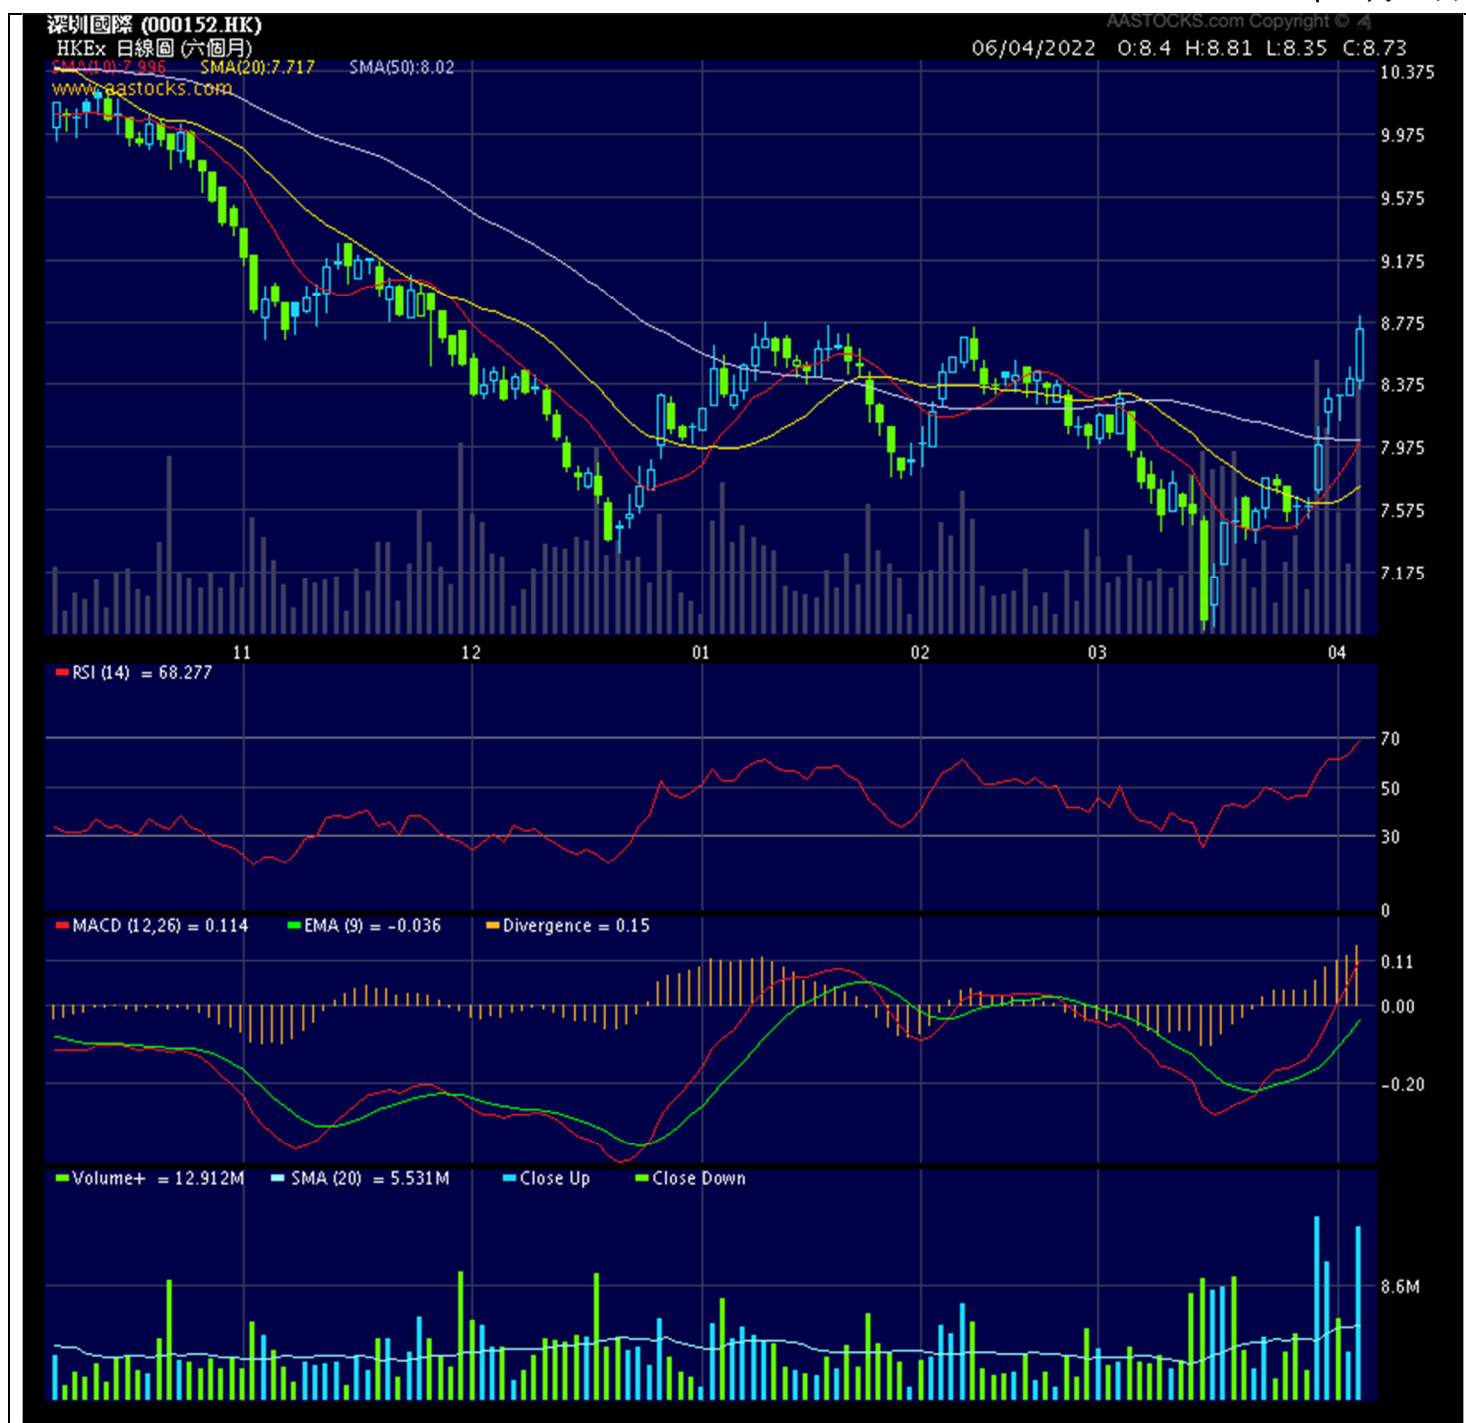 AASTOCKS.com Copyright ©
深圳國際 (000152.HK)
HKEx 日線圖 (六個月)
06/04/2022 O:8.4 H:8.81 L:8.35 C:8.73
SMA(10):7.996 SMA(20):7.717 SMA(50):8.02
www.aastocks.com
10.375
9.975
9.575
9.175
8.775
8.375
7.975
7.575
7.175
11 12 01 02 03 04
RSI (14) = 68.277
70
50
30
0
MACD (12,26) = 0.114 EMA (9) = -0.036 Divergence = 0.15
0.11
0.00
-0.20
Volume+ = 12.912M SMA (20) = 5.531M Close Up Close Down
8.6M